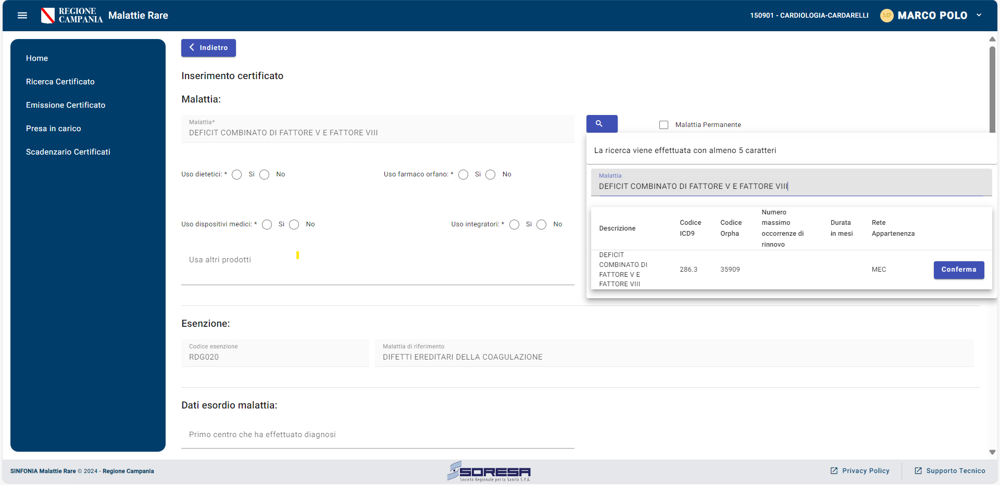 REGIONE
CAMPANIA
Malattie Rare
150901 - CARDIOLOGIA-CARDARELLI
MP
MARCO POLO
Home
Ricerca Certificato
Emissione Certificato
Presa in carico
Scadenzario Certificati
Indietro
Inserimento certificato
Malattia:
Malattia*
DEFICIT COMBINATO DI FATTORE V E FATTORE VIII
Malattia Permanente
La ricerca viene effettuata con almeno 5 caratteri
Malattia
DEFICIT COMBINATO DI FATTORE V E FATTORE VIII
Descrizione
Codice
ICD9
Codice
Orpha
Numero
massimo
occorrenze di
rinnovo
Durata
in mesi
Rete
Appartenenza
DEFICIT
COMBINATO DI
FATTORE V E
FATTORE VIII
286.3
35909
MEC
Conferma
Uso dietetici: * Si No
Uso farmaco orfano: * Si No
Uso dispositivi medici: * Si No
Uso integratori: * Si No
Usa altri prodotti
Esenzione:
Codice esenzione
RDG020
Malattia di riferimento
DIFETTI EREDITARI DELLA COAGULAZIONE
Dati esordio malattia:
Primo centro che ha effettuato diagnosi
SINFONIA Malattie Rare © 2024 - Regione Campania
SORESA
Società Regionale per la Sanità S.P.A.
Privacy Policy
Supporto Tecnico